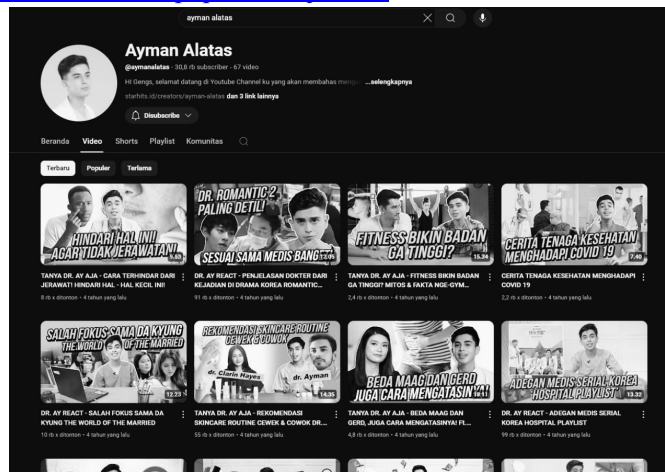 ayman alatas
Ayman Alatas
@aymanalatas · 30,8 rb subscriber · 67 video
HI Gengs, selamat datang di Youtube Channel ku yang akan membahas ...selengkapnya
starhits.id/creators/ayman-alatas dan 3 link lainnya
Disubscribe
Beranda Video Shorts Playlist Komunitas
Terbaru Populer Terlama
HINDARI HAL INI!
AGAR TIDAK JERAWATAN!
DR. ROMANTIC 2
PALING DETIL!
SESUAI SAMA MEDIS BANGET?
FITNESS BIKIN BADAN
GA TINGGI?
15.34
CERITA TENAGA KESEHATAN
MENGHADAPI COVID 19
7.40
TANYA DR. AY AJA - CARA TERHINDAR DARI
JERAWAT! HINDARI HAL - HAL KECIL INI!
8 rb x ditonton • 4 tahun yang lalu
DR. AY REACT - PENJELASAN DOKTER DARI
KEJADIAN DI DRAMA KOREA ROMANTIC...
91 rb x ditonton • 4 tahun yang lalu
TANYA DR. AY AJA - FITNESS BIKIN BADAN
GA TINGGI? MITOS & FAKTA NGE-GYM...
2,4 rb x ditonton • 4 tahun yang lalu
CERITA TENAGA KESEHATAN MENGHADAPI
COVID 19
2,2 rb x ditonton • 4 tahun yang lalu
SALAH FOKUS SAMA DA KYUNG
THE WORLD OF THE MARRIED
12.23
REKOMENDASI SKINCARE ROUTINE
CEWEK & COWOK
dr. Clarin Hayes
dr. Ayman
14.35
BEDA MAAG DAN GERD
JUGA CARA MENGATASINYA!
ADEGAN MEDIS SERIAL KOREA
HOSPITAL PLAYLIST
13.32
DR. AY REACT - SALAH FOKUS SAMA DA
KYUNG THE WORLD OF THE MARRIED
10 rb x ditonton • 4 tahun yang lalu
TANYA DR. AY AJA - REKOMENDASI
SKINCARE ROUTINE CEWEK & COWOK DR...
55 rb x ditonton • 4 tahun yang lalu
TANYA DR. AY AJA - BEDA MAAG DAN
GERD, JUGA CARA MENGATASINYA! FL...
4,8 rb x ditonton • 4 tahun yang lalu
DR. AY REACT - ADEGAN MEDIS SERIAL
KOREA HOSPITAL PLAYLIST
99 rb x ditonton • 4 tahun yang lalu